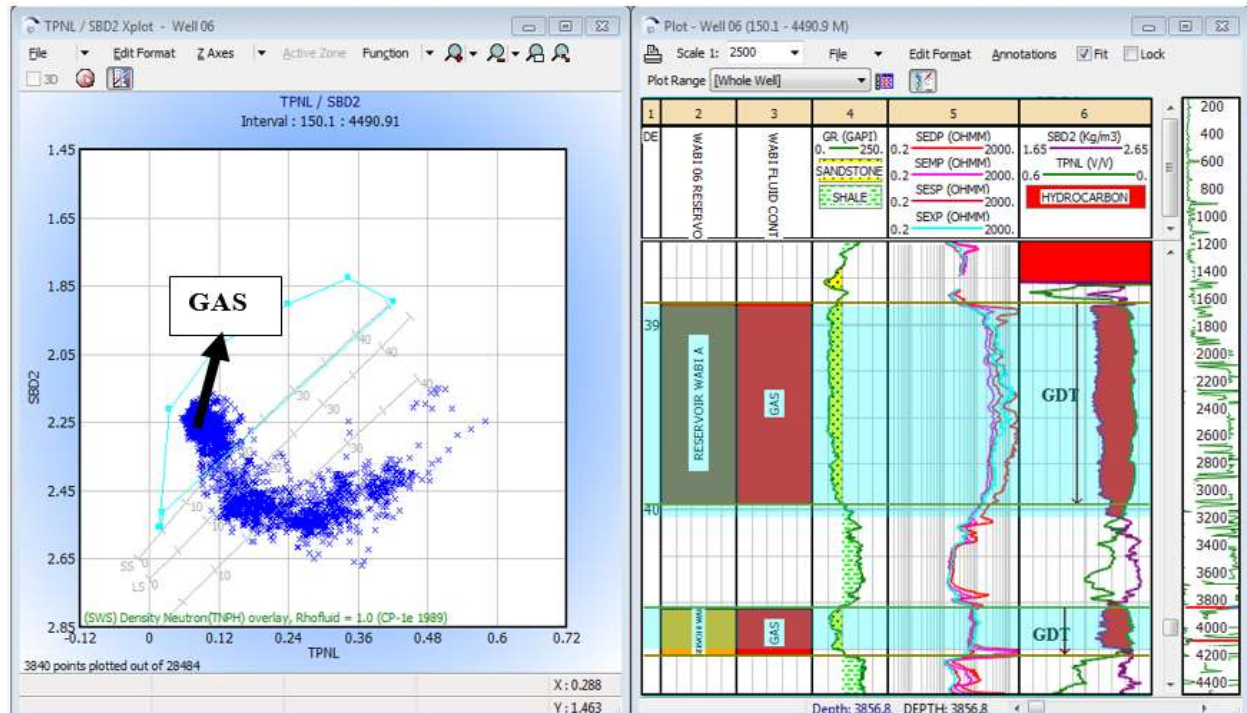 TPNL / SBD2 Xplot - Well 06
File Edit Format Z Axes Active Zone Function
3D
TPNL / SBD2
Interval : 150.1 : 4490.91
1.45
1.65
1.85
2.05
2.25
2.45
2.65
2.85
SBD2
GAS
40
40
40
30
30
30
20
10
10
10
0
0
SS
LS
(SWS) Density Neutron(TNPH) overlay, Rhofluid = 1.0 (CP-1e 1989)
-0.12 0 0.12 0.24 0.36 0.48 0.6 0.72
TPNL
3840 points plotted out of 28484
X : 0.288
Y : 1.463
Plot - Well 06 (150.1 - 4490.9 M)
Scale 1: 2500 File Edit Format Annotations Fit Lock
Plot Range [Whole Well]
1 2 3 4 5 6
DE
WABI 06 RESERVO
WABI FLUID CONT
GR (GAPI)
0. 250.
SANDSTONE
SHALE
SEDP (OHMM)
0.2 2000.
SEMP (OHMM)
0.2 2000.
SESP (OHMM)
0.2 2000.
SEXP (OHMM)
0.2 2000.
SBD2 (Kg/m3)
1.65 2.65
TPNL (V/V)
0.6 0.
HYDROCARBON
39
RESERVOIR WABI A
GAS
GDT
40
GAS
GDT
200
400
600
800
1000
1200
1400
1600
1800
2000
2200
2400
2600
2800
3000
3200
3400
3600
3800
4000
4200
4400
Depth: 3856.8 DEPTH: 3856.8